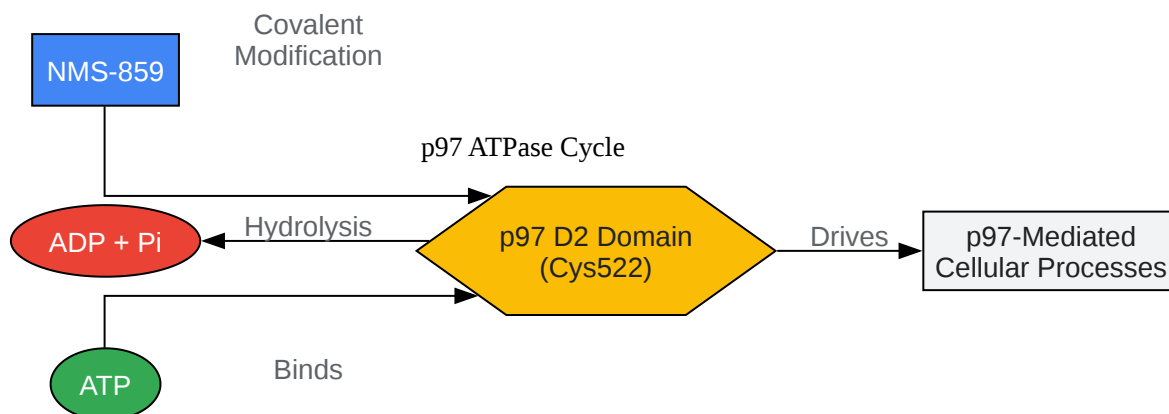 Covalent
Modification
NMS-859
p97 ATPase Cycle
ADP + Pi
Hydrolysis
p97 D2 Domain
(Cys522)
Drives
p97-Mediated
Cellular Processes
Binds
ATP